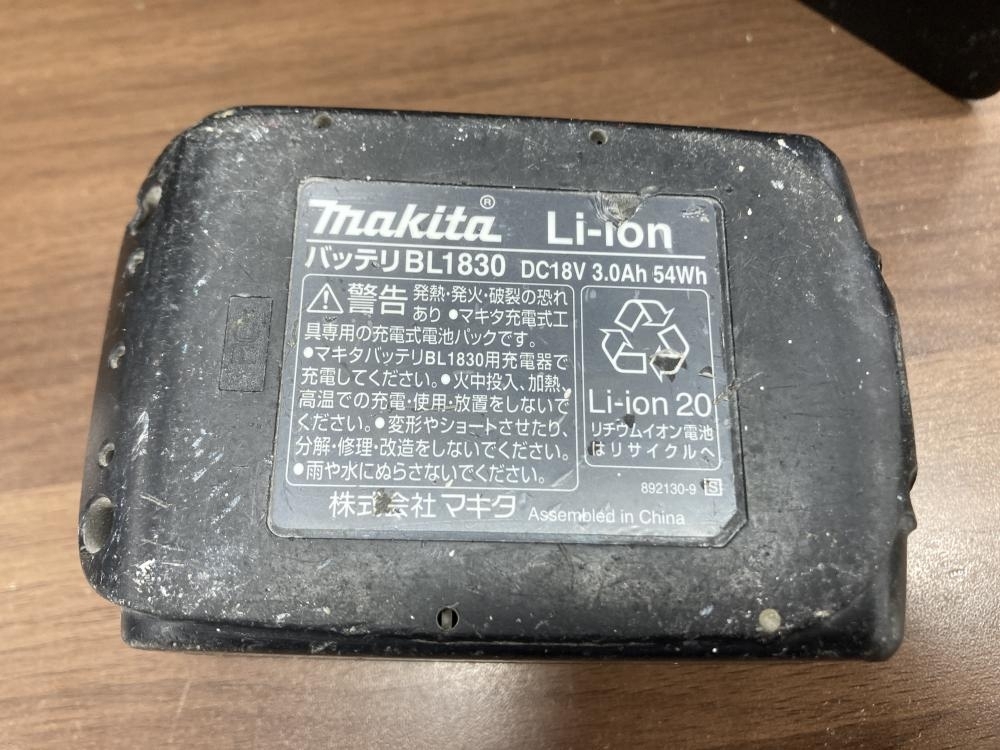 makita® Li-ion
バッテリBL1830 DC18V 3.0Ah 54Wh
警告 発熱・発火・破裂の恐れ
あり ●マキタ充電式工
具専用の充電式電池パックです。
●マキタバッテリBL1830用充電器で
充電してください。●火中投入、加熱、
高温での充電・使用・放置をしないで
ください。●変形やショートさせたり、
分解・修理・改造をしないでください。
●雨や水にぬらさないでください。
Li-ion 20
リチウムイオン電池
はリサイクルへ
892130-9 S
株式会社 マキタ Assembled in China